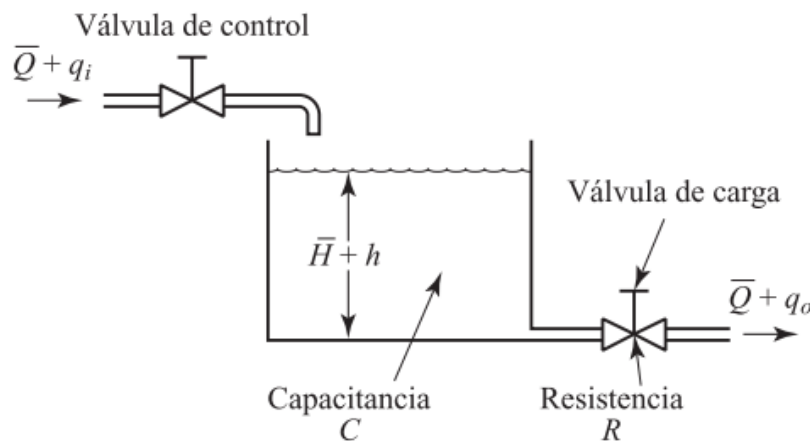 Válvula de control
Q̅ + qᵢ
Válvula de carga
H̅ + h
Q̅ + qₒ
Capacitancia
C
Resistencia
R